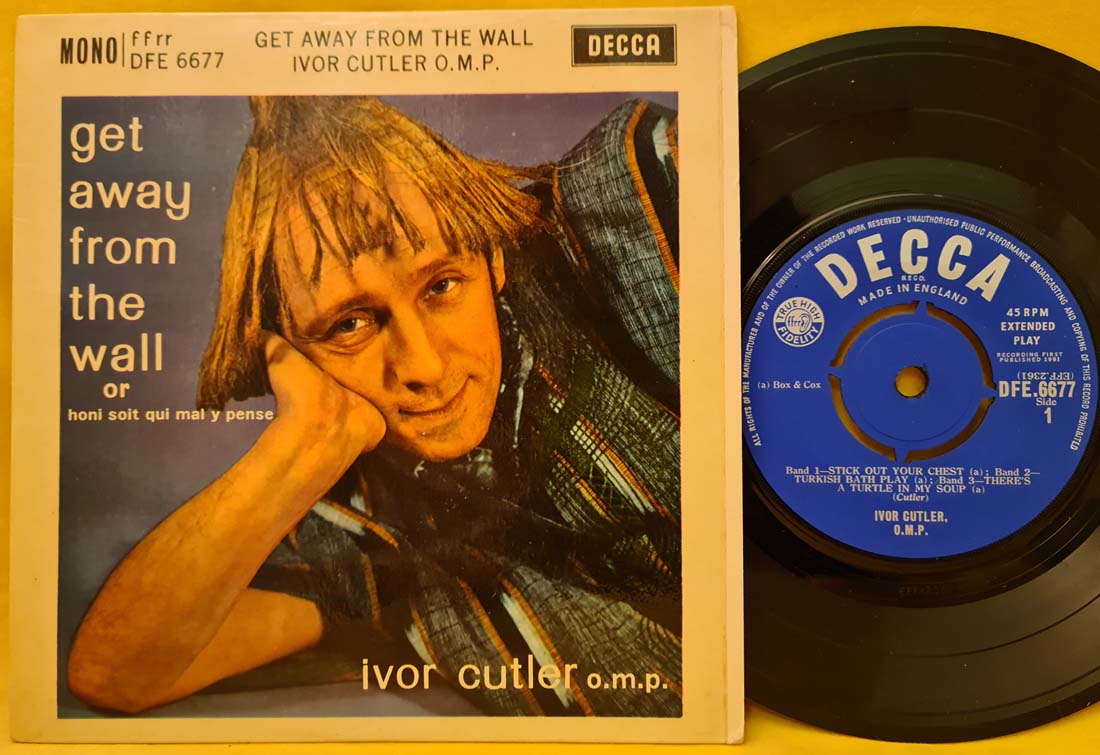 MONO
ffrr
DFE 6677
GET AWAY FROM THE WALL
IVOR CUTLER O.M.P.
DECCA
get
away
from
the
wall
or
honi soit qui mal y pense
ivor cutler o.m.p.
ALL RIGHTS OF THE MANUFACTURER AND OF THE OWNER OF THE RECORDED WORK RESERVED · UNAUTHORISED PUBLIC PERFORMANCE BROADCASTING AND COPYING OF THIS RECORD PROHIBITED
DECCA
REGD.
MADE IN ENGLAND
TRUE HIGH
ffrr
FIDELITY
45 RPM
EXTENDED
PLAY
RECORDING FIRST
PUBLISHED 1961
(EFF.2361)
DFE.6677
Side
1
(a) Box & Cox
Band 1—STICK OUT YOUR CHEST (a); Band 2—
TURKISH BATH PLAY (a); Band 3—THERE'S
A TURTLE IN MY SOUP (a)
(Cutler)
IVOR CUTLER,
O.M.P.